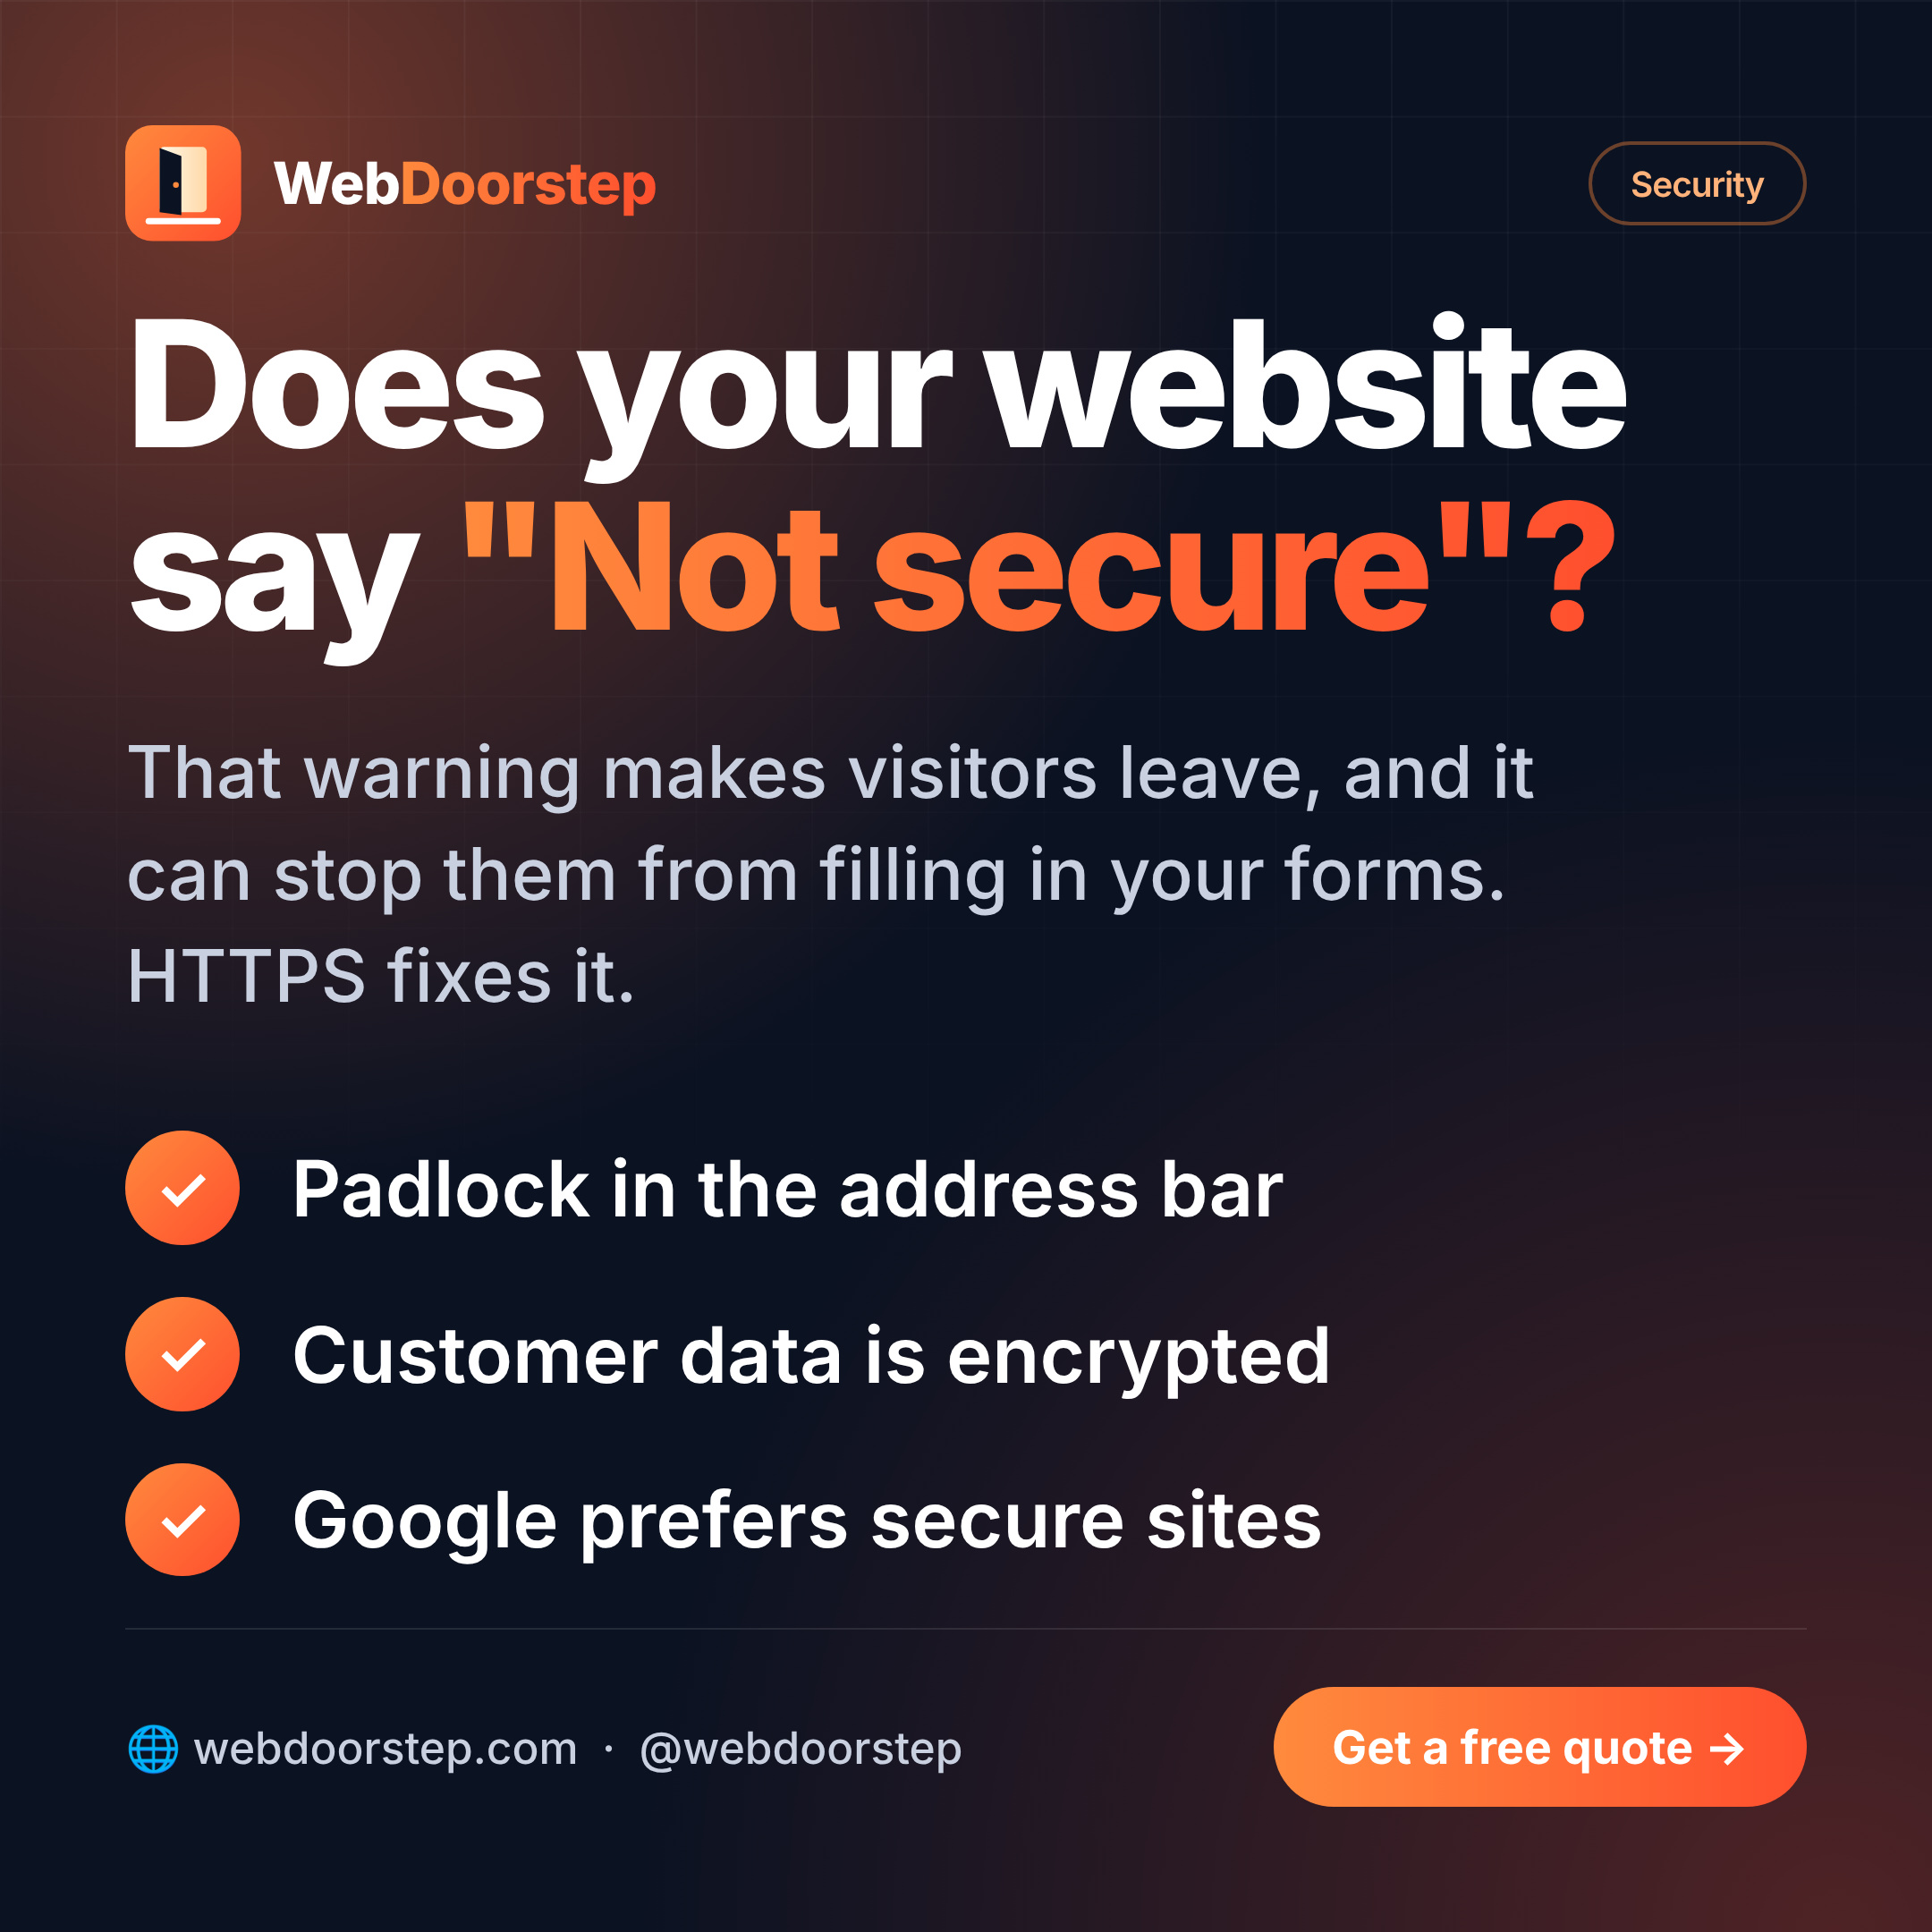 WebDoorstep
Security
Does your website
say "Not secure"?
That warning makes visitors leave, and it
can stop them from filling in your forms.
HTTPS fixes it.
Padlock in the address bar
Customer data is encrypted
Google prefers secure sites
webdoorstep.com · @webdoorstep
Get a free quote →